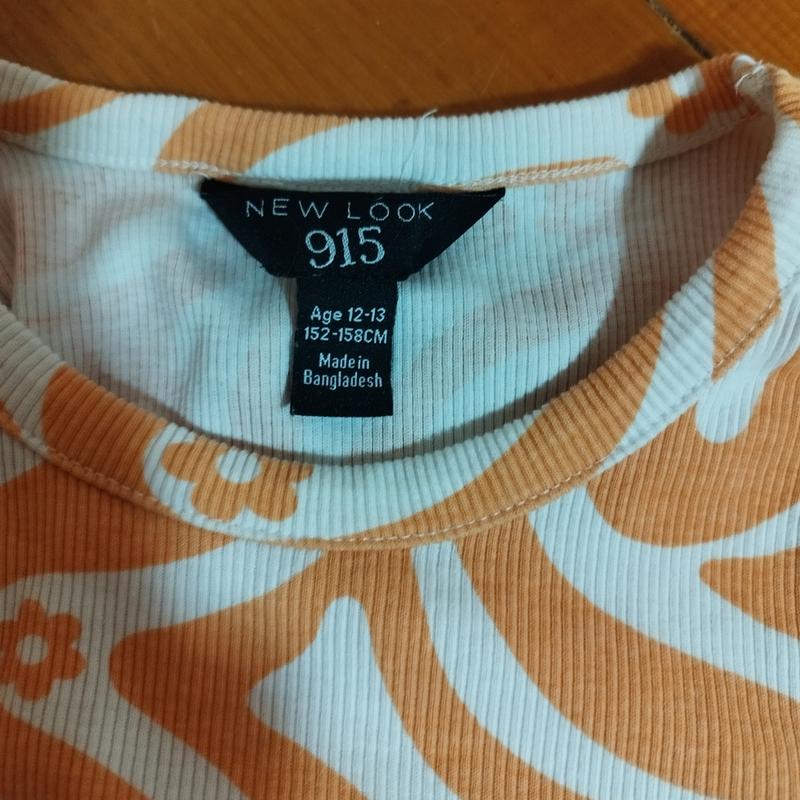 NEW LOOK
915
Age 12-13
152-158CM
Made in
Bangladesh